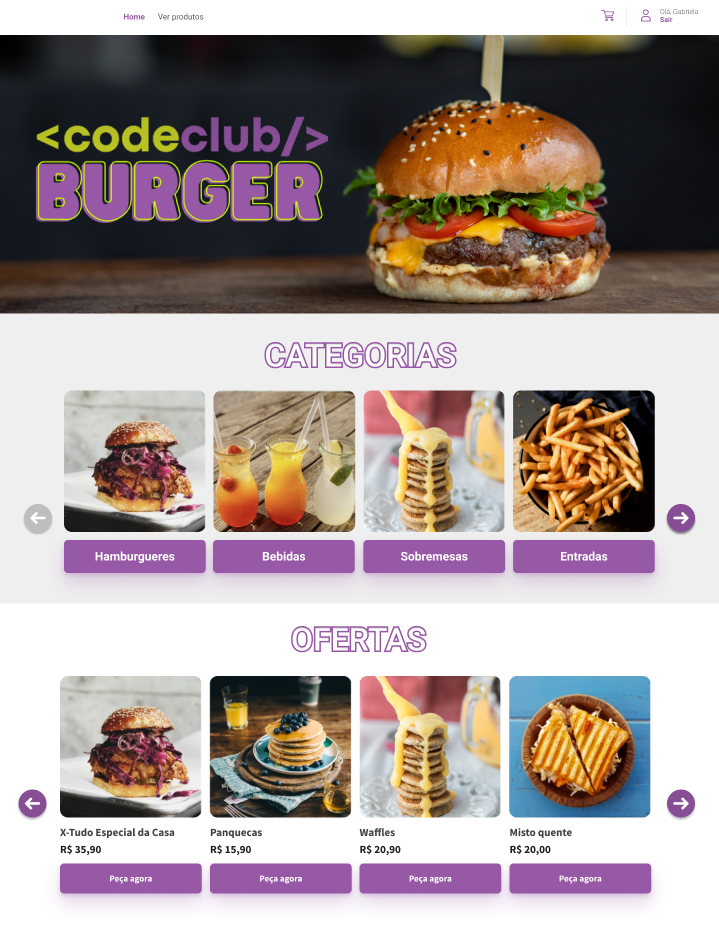 Home Ver produtos
Olá, Gabriela
Sair
<codeclub/>
BURGER
CATEGORIAS
Hamburgueres Bebidas Sobremesas Entradas
OFERTAS
X-Tudo Especial da Casa Panquecas Waffles Misto quente
R$ 35,90 R$ 15,90 R$ 20,90 R$ 20,00
Peça agora Peça agora Peça agora Peça agora